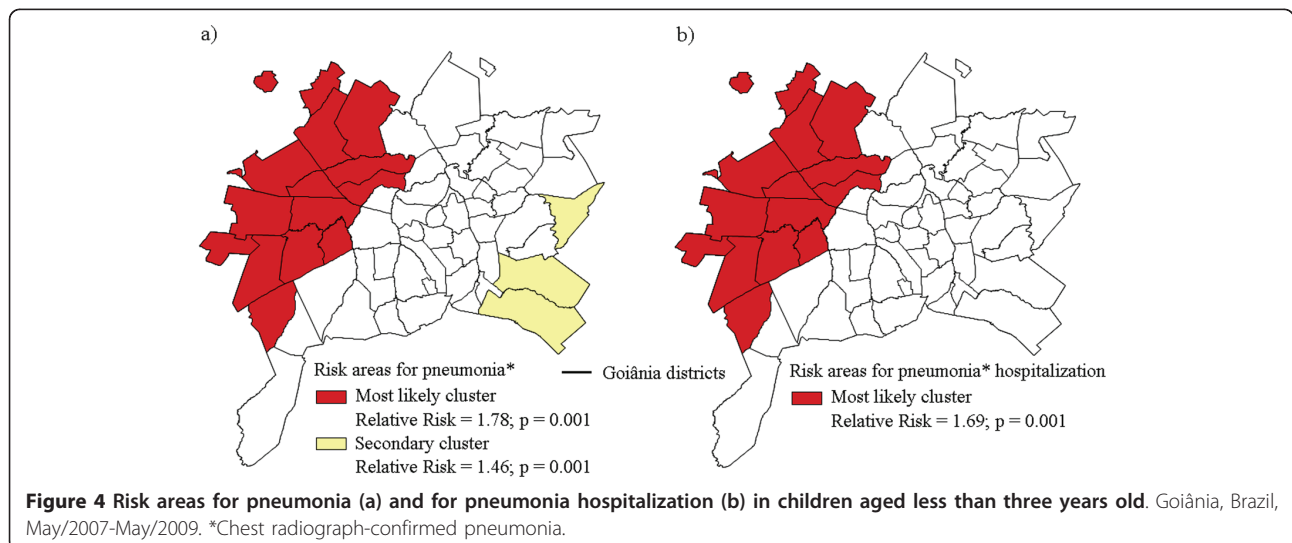 a)
b)
Risk areas for pneumonia*
Most likely cluster
Relative Risk = 1.78; p = 0.001
Secondary cluster
Relative Risk = 1.46; p = 0.001
Goiânia districts
Risk areas for pneumonia* hospitalization
Most likely cluster
Relative Risk = 1.69; p = 0.001
Figure 4 Risk areas for pneumonia (a) and for pneumonia hospitalization (b) in children aged less than three years old. Goiânia, Brazil,
May/2007-May/2009. *Chest radiograph-confirmed pneumonia.